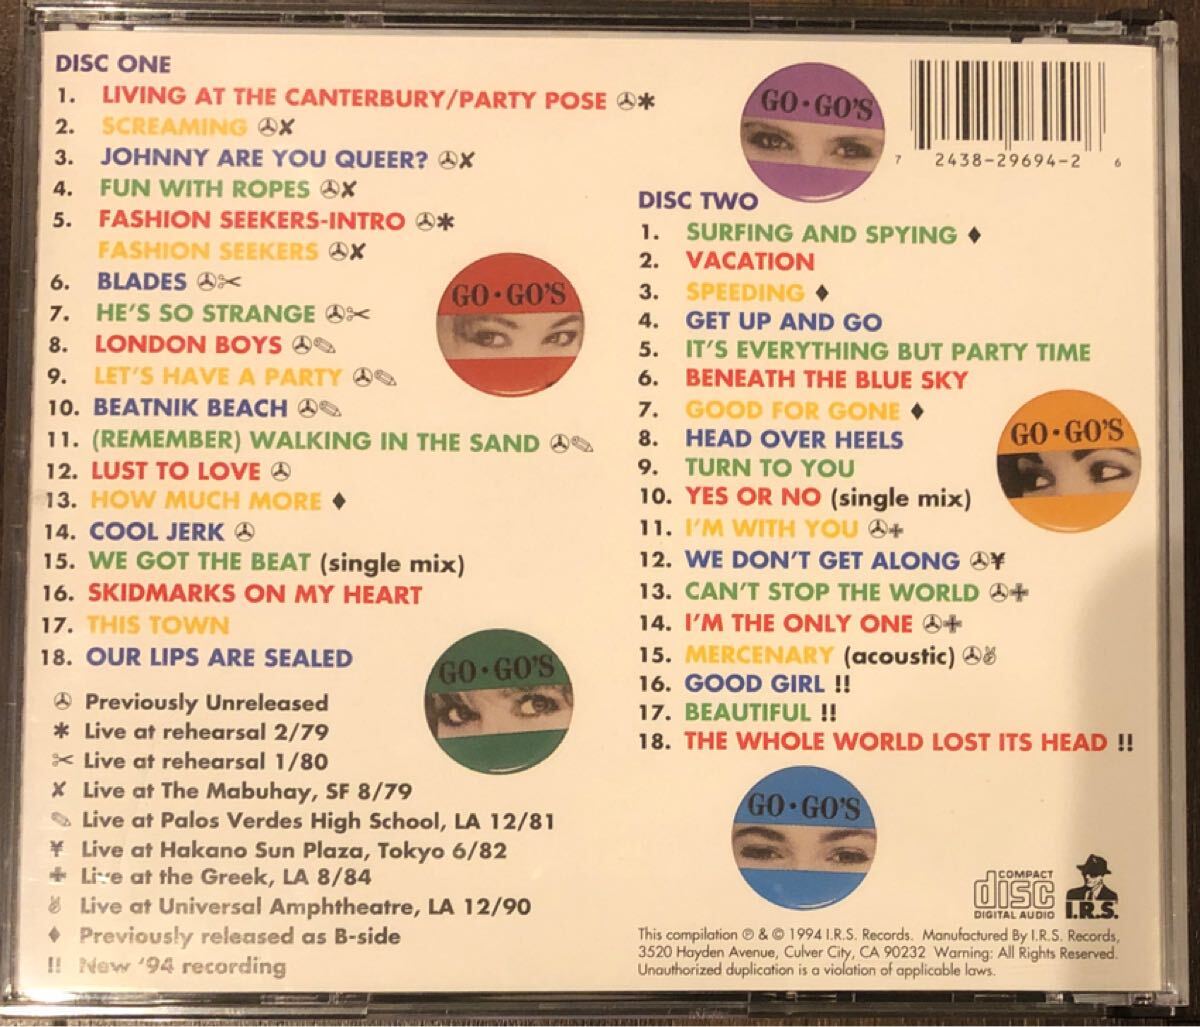 DISC ONE
1. LIVING AT THE CANTERBURY/PARTY POSE ✇*
2. SCREAMING ✇✘
3. JOHNNY ARE YOU QUEER? ✇✘
4. FUN WITH ROPES ✇✘
5. FASHION SEEKERS-INTRO ✇*
FASHION SEEKERS ✇✘
6. BLADES ✇✂
7. HE'S SO STRANGE ✇✂
8. LONDON BOYS ✇✎
9. LET'S HAVE A PARTY ✇✎
10. BEATNIK BEACH ✇✎
11. (REMEMBER) WALKING IN THE SAND ✇✎
12. LUST TO LOVE ✇
13. HOW MUCH MORE ♦
14. COOL JERK ✇
15. WE GOT THE BEAT (single mix)
16. SKIDMARKS ON MY HEART
17. THIS TOWN
18. OUR LIPS ARE SEALED
✇ Previously Unreleased
* Live at rehearsal 2/79
✂ Live at rehearsal 1/80
✘ Live at The Mabuhay, SF 8/79
✎ Live at Palos Verdes High School, LA 12/81
¥ Live at Hakano Sun Plaza, Tokyo 6/82
✙ Live at the Greek, LA 8/84
✌ Live at Universal Amphtheatre, LA 12/90
♦ Previously released as B-side
!! New '94 recording
GO•GO'S
GO•GO'S
GO•GO'S
7 2438-29694-2 6
DISC TWO
1. SURFING AND SPYING ♦
2. VACATION
3. SPEEDING ♦
4. GET UP AND GO
5. IT'S EVERYTHING BUT PARTY TIME
6. BENEATH THE BLUE SKY
7. GOOD FOR GONE ♦
8. HEAD OVER HEELS
9. TURN TO YOU
10. YES OR NO (single mix)
11. I'M WITH YOU ✇✙
12. WE DON'T GET ALONG ✇¥
13. CAN'T STOP THE WORLD ✇✙
14. I'M THE ONLY ONE ✇✙
15. MERCENARY (acoustic) ✇✌
16. GOOD GIRL !!
17. BEAUTIFUL !!
18. THE WHOLE WORLD LOST ITS HEAD !!
GO•GO'S
GO•GO'S
COMPACT
disc
DIGITAL AUDIO
I.R.S.
This compilation ℗ & © 1994 I.R.S. Records. Manufactured By I.R.S. Records,
3520 Hayden Avenue, Culver City, CA 90232 Warning: All Rights Reserved.
Unauthorized duplication is a violation of applicable laws.